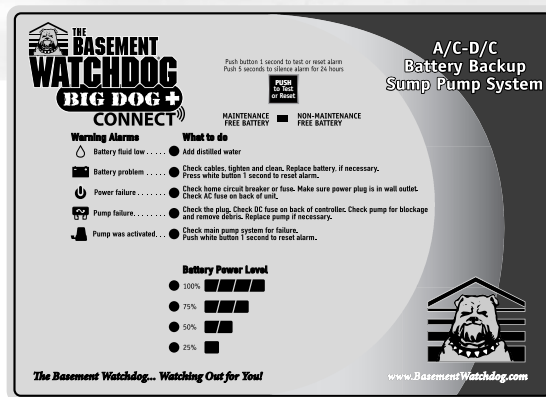 THE
BASEMENT
WATCHDOG
BIG DOG+
CONNECT
A/C-D/C
Battery Backup
Sump Pump System
Push button 1 second to test or reset alarm
Push 5 seconds to silence alarm for 24 hours
PUSH
to Test
or Reset
MAINTENANCE
FREE BATTERY
NON-MAINTENANCE
FREE BATTERY
Warning Alarms What to do
Battery fluid low ..... Add distilled water
Battery problem ..... Check cables, tighten and clean. Replace battery, if necessary.
Press white button 1 second to reset alarm.
Power failure....... Check home circuit breaker or fuse. Make sure power plug is in wall outlet.
Check AC fuse on back of unit.
Pump failure........ Check the plug. Check DC fuse on back of controller. Check pump for blockage
and remove debris. Replace pump if necessary.
Pump was activated... Check main pump system for failure.
Push white button 1 second to reset alarm.
Battery Power Level
100%
75%
50%
25%
The Basement Watchdog... Watching Out for You!
www.BasementWatchdog.com